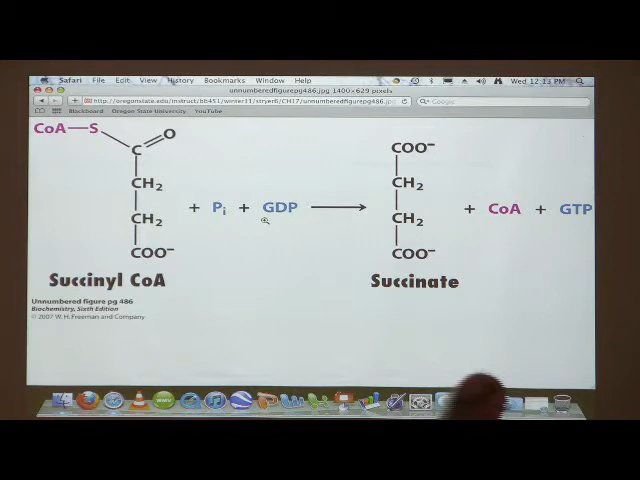 Safari File Edit View History Bookmarks Window Help Wed 12:13 PM
unnumberedfigurepg486.jpg 1400×629 pixels
http://oregonstate.edu/instruct/bb451/winter11/stryer6/CH17/unnumberedfigurepg486.jpg Google
Blackboard Oregon State University YouTube
CoA—S O
C
CH2
CH2
COO−
+ Pi + GDP
COO−
CH2
CH2
COO−
+ CoA + GTP
Succinyl CoA
Succinate
Unnumbered figure pg 486
Biochemistry, Sixth Edition
© 2007 W. H. Freeman and Company